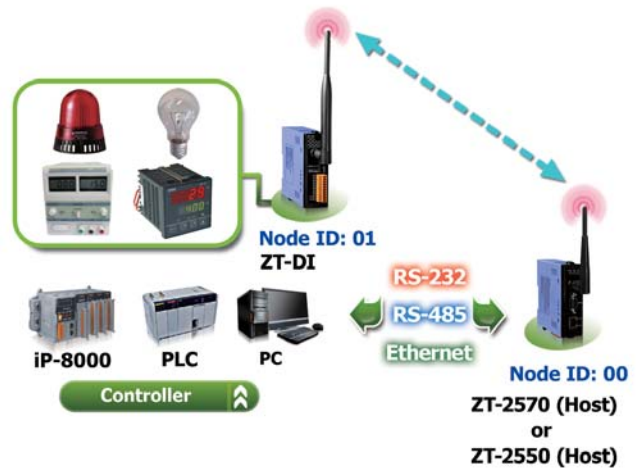 Node ID: 01
ZT-DI
RS-232
RS-485
Ethernet
iP-8000
PLC
PC
Controller
Node ID: 00
ZT-2570 (Host)
or
ZT-2550 (Host)